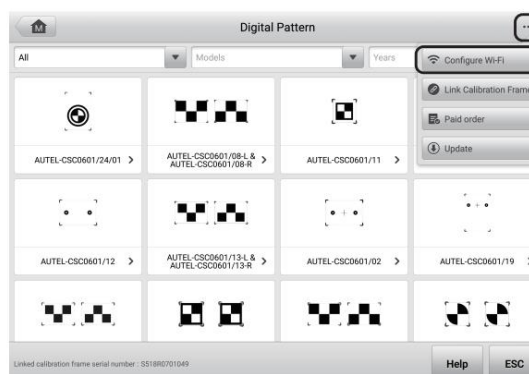 M
Digital Pattern
All
Models
Years
Configure Wi-Fi
Link Calibration Frame
Paid order
Update
AUTEL-CSC0601/24/01
AUTEL-CSC0601/08-L &
AUTEL-CSC0601/08-R
AUTEL-CSC0601/11
AUTEL-CSC0601/12
AUTEL-CSC0601/13-L &
AUTEL-CSC0601/13-R
AUTEL-CSC0601/02
AUTEL-CSC0601/19
Linked calibration frame serial number : S518R0701049
Help
ESC